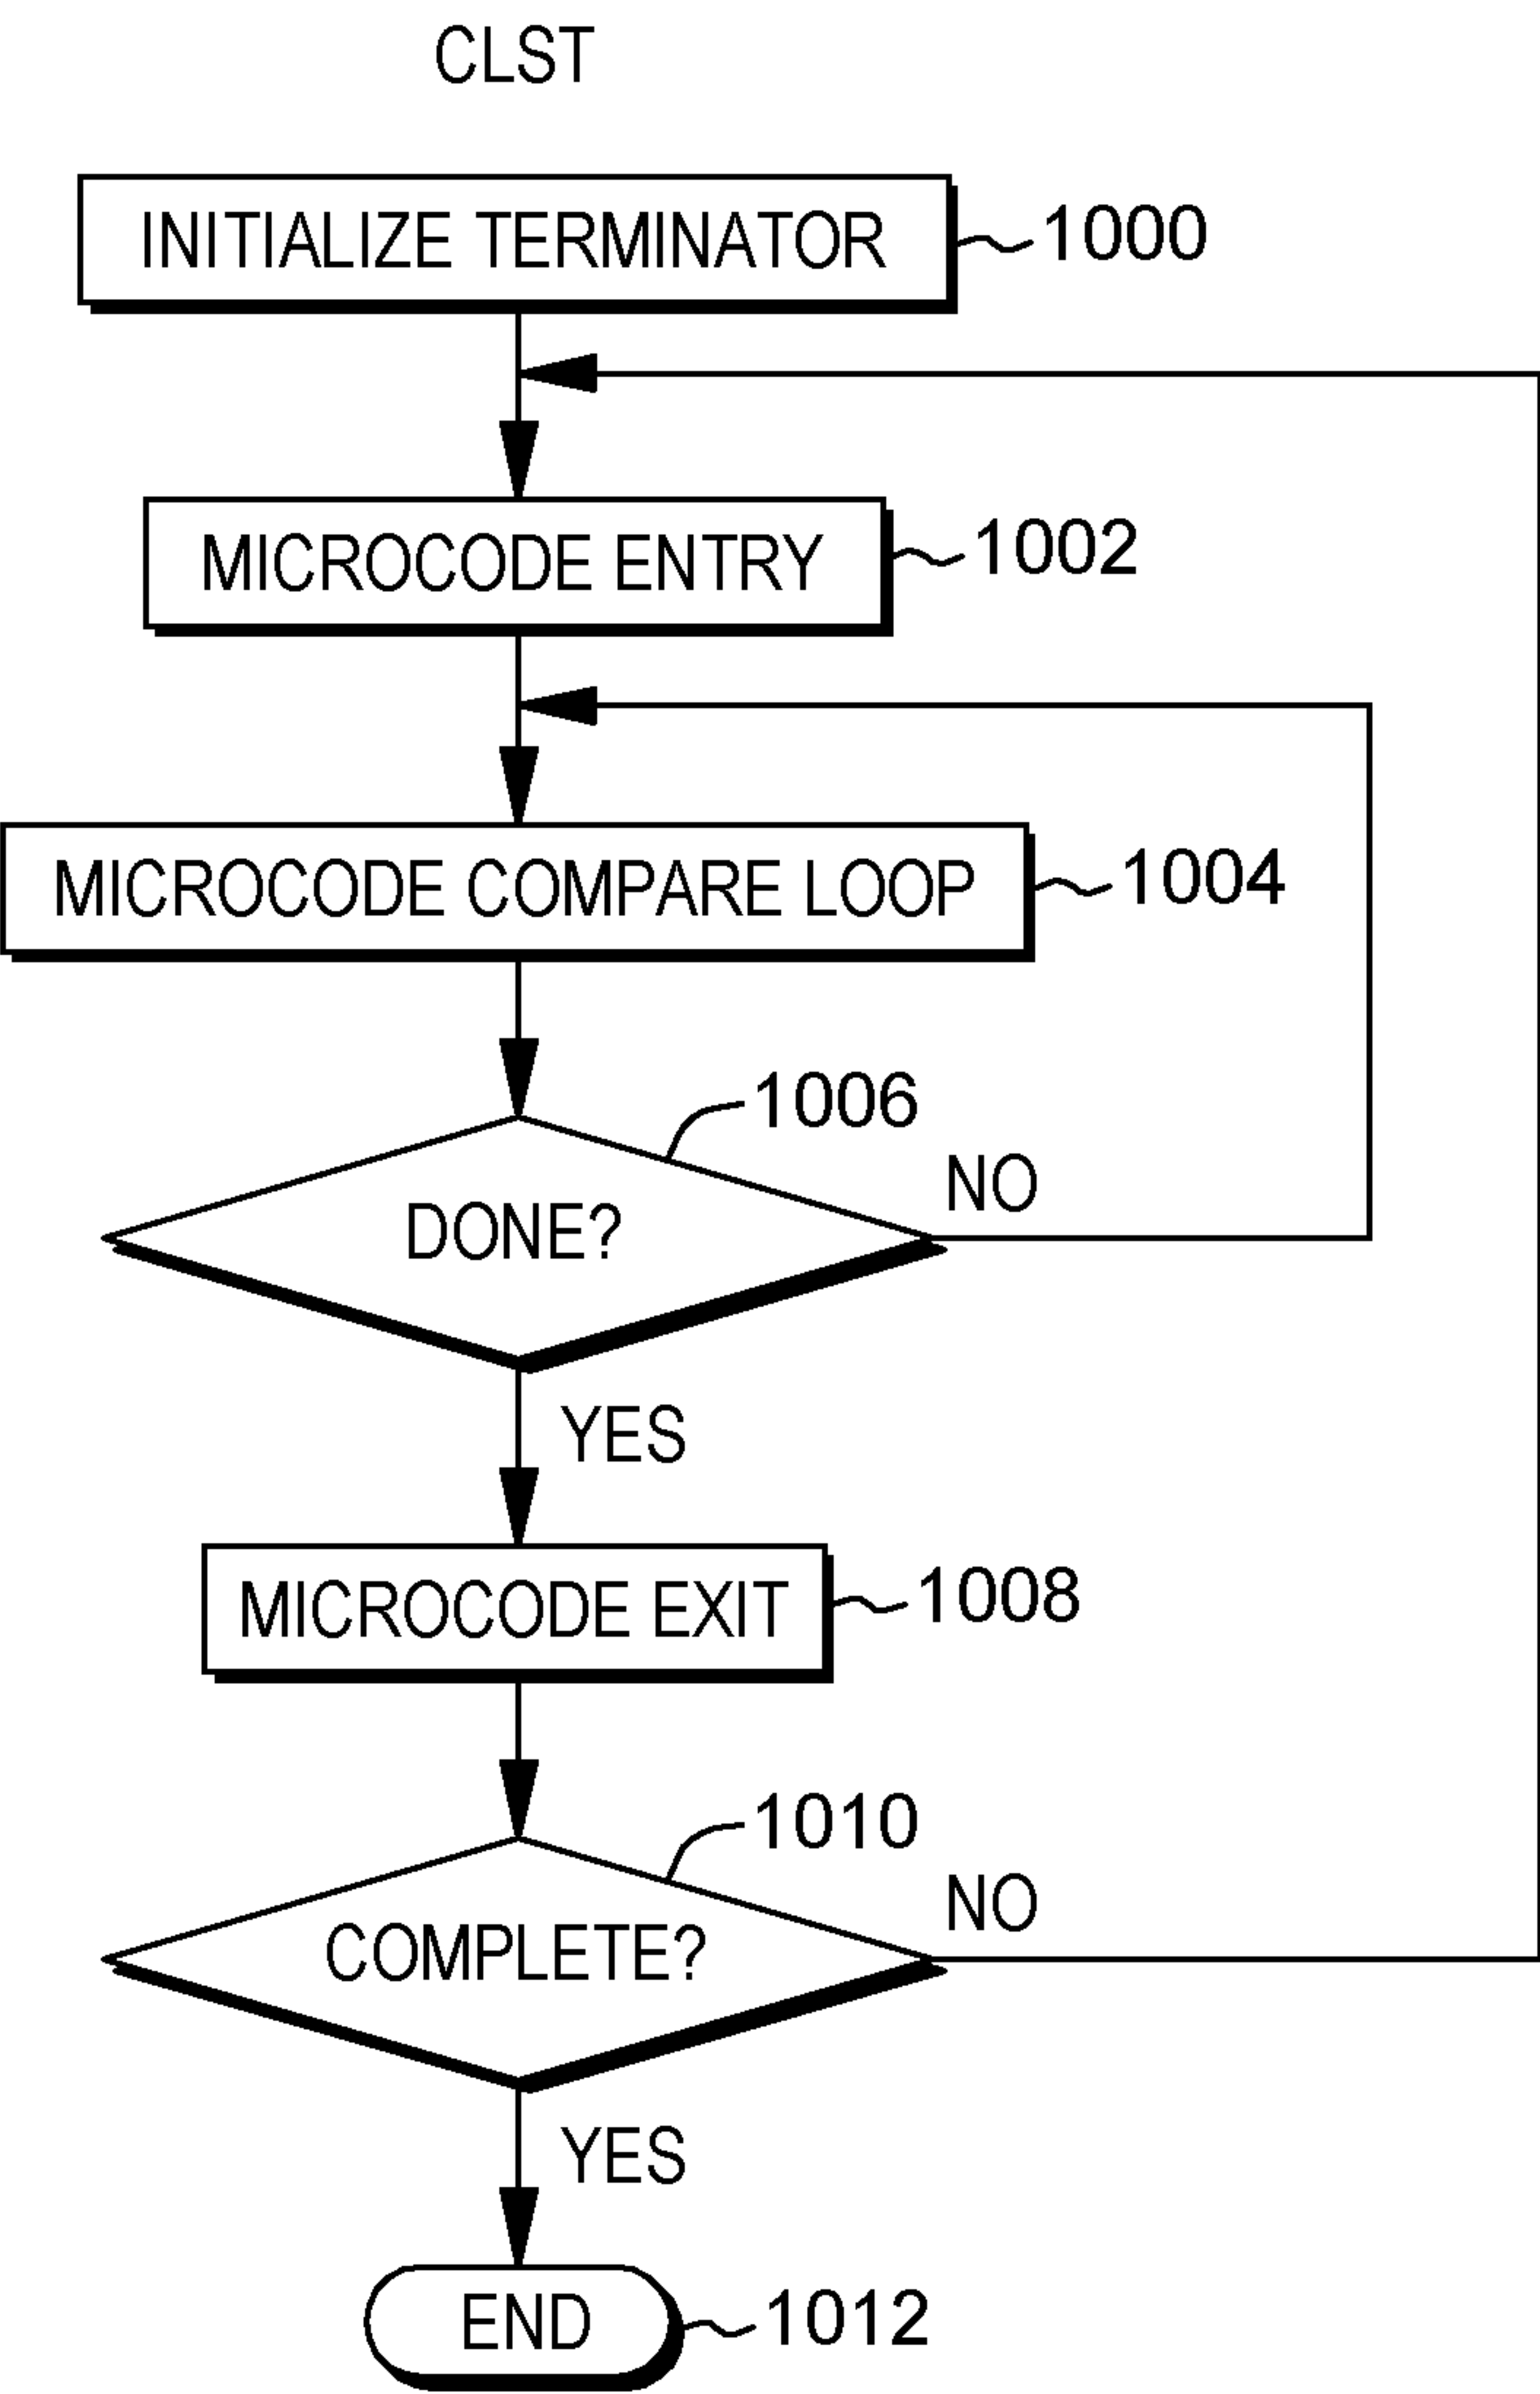 CLST
INITIALIZE TERMINATOR 1000
MICROCODE ENTRY 1002
MICROCODE COMPARE LOOP 1004
1006
DONE?
NO
YES
MICROCODE EXIT 1008
1010
COMPLETE?
NO
YES
END 1012